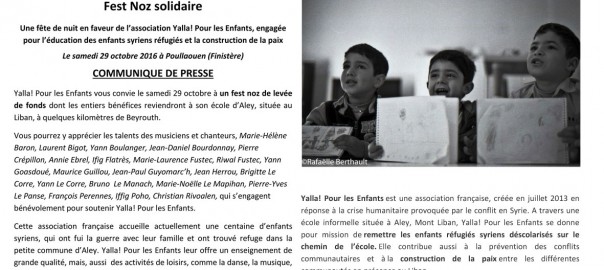 Fest Noz solidaire
Une fête de nuit en faveur de l'association Yalla! Pour les Enfants, engagée
pour l'éducation des enfants syriens réfugiés et la construction de la paix
Le samedi 29 octobre 2016 à Poullaouen (Finistère)
COMMUNIQUE DE PRESSE
Yalla! Pour les Enfants vous convie le samedi 29 octobre à un fest noz de levée
de fonds dont les entiers bénéfices reviendront à son école d'Aley, située au
Liban, à quelques kilomètres de Beyrouth.
Vous pourrez y apprécier les talents des musiciens et chanteurs, Marie-Hélène
Baron, Laurent Bigot, Yann Boulanger, Jean-Daniel Bourdonnay, Pierre
Crépillon, Annie Ebrel, Ifig Flatrès, Marie-Laurence Fustec, Riwal Fustec, Yann
Goasdoué, Maurice Guillou, Jean-Paul Guyomarc'h, Jean Herrou, Brigitte Le
Corre, Yann Le Corre, Bruno Le Manach, Marie-Noëlle Le Mapihan, Pierre-Yves
Le Panse, François Perennes, Iffig Poho, Christian Rivoalen, qui s'engagent
bénévolement pour soutenir Yalla! Pour les Enfants.
Cette association française accueille actuellement une centaine d'enfants
syriens, qui ont fui la guerre avec leur famille et ont trouvé refuge dans la
petite commune d'Aley. Yalla! Pour les Enfants leur offre un enseignement de
grande qualité, mais, aussi des activités de loisirs, comme la danse, la musique,
©Rafaëlle Berthault
Yalla! Pour les Enfants est une association française, créée en juillet 2013 en
réponse à la crise humanitaire provoquée par le conflit en Syrie. A travers une
école informelle située à Aley, Mont Liban, Yalla! Pour les Enfants se donne
pour mission de remettre les enfants syriens déscolarisés sur le
chemin de l'école. Elle contribue aussi à la prévention des conflits
communautaires et à la construction de la paix entre les différentes